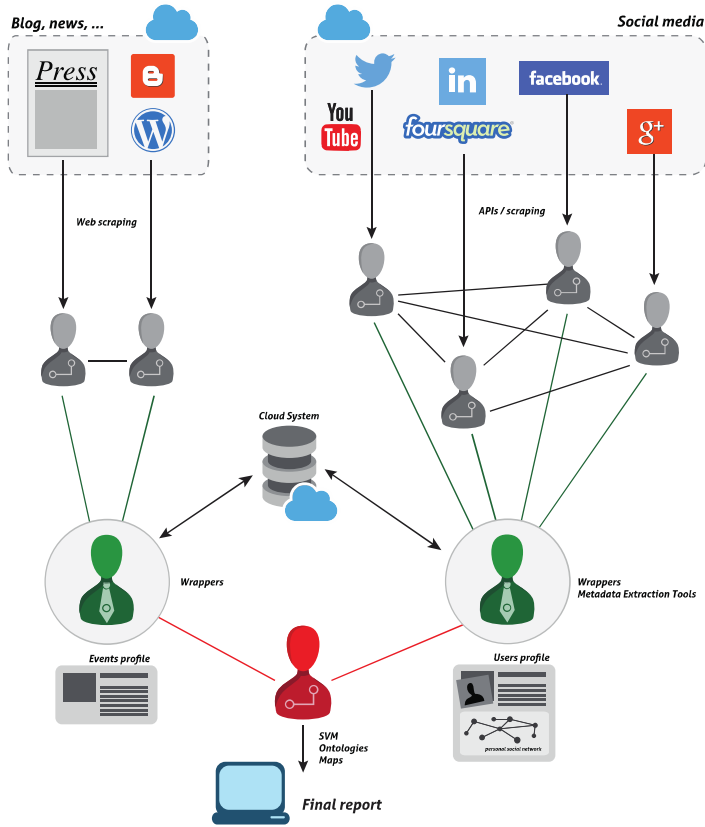 Blog, news, ...
Social media
Press
in
facebook.
You
Tube
foursquare
g+
Web scraping
APIs / scraping
Cloud System
Wrappers
Wrappers
Metadata Extraction Tools
Events profile
Users profile
personal social network
SVM
Ontologies
Maps
Final report